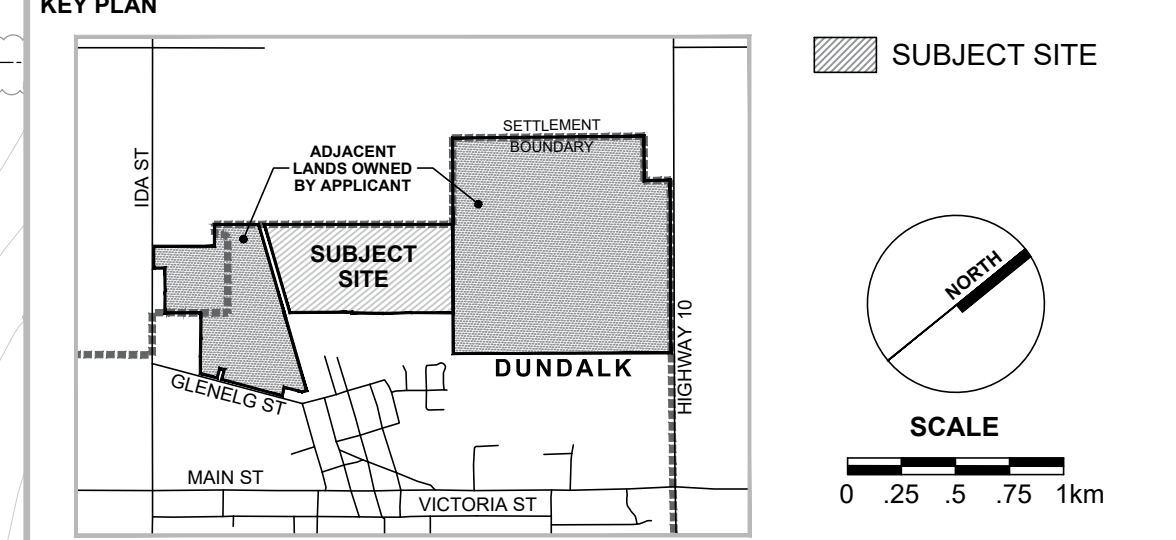 KEY PLAN
SUBJECT SITE
SETTLEMENT
BOUNDARY
ADJACENT
LANDS OWNED
BY APPLICANT
IDA ST
SUBJECT
SITE
NORTH
HIGHWAY 10
DUNDALK
GLENELG ST
SCALE
0 .25 .5 .75 1km
MAIN ST
VICTORIA ST